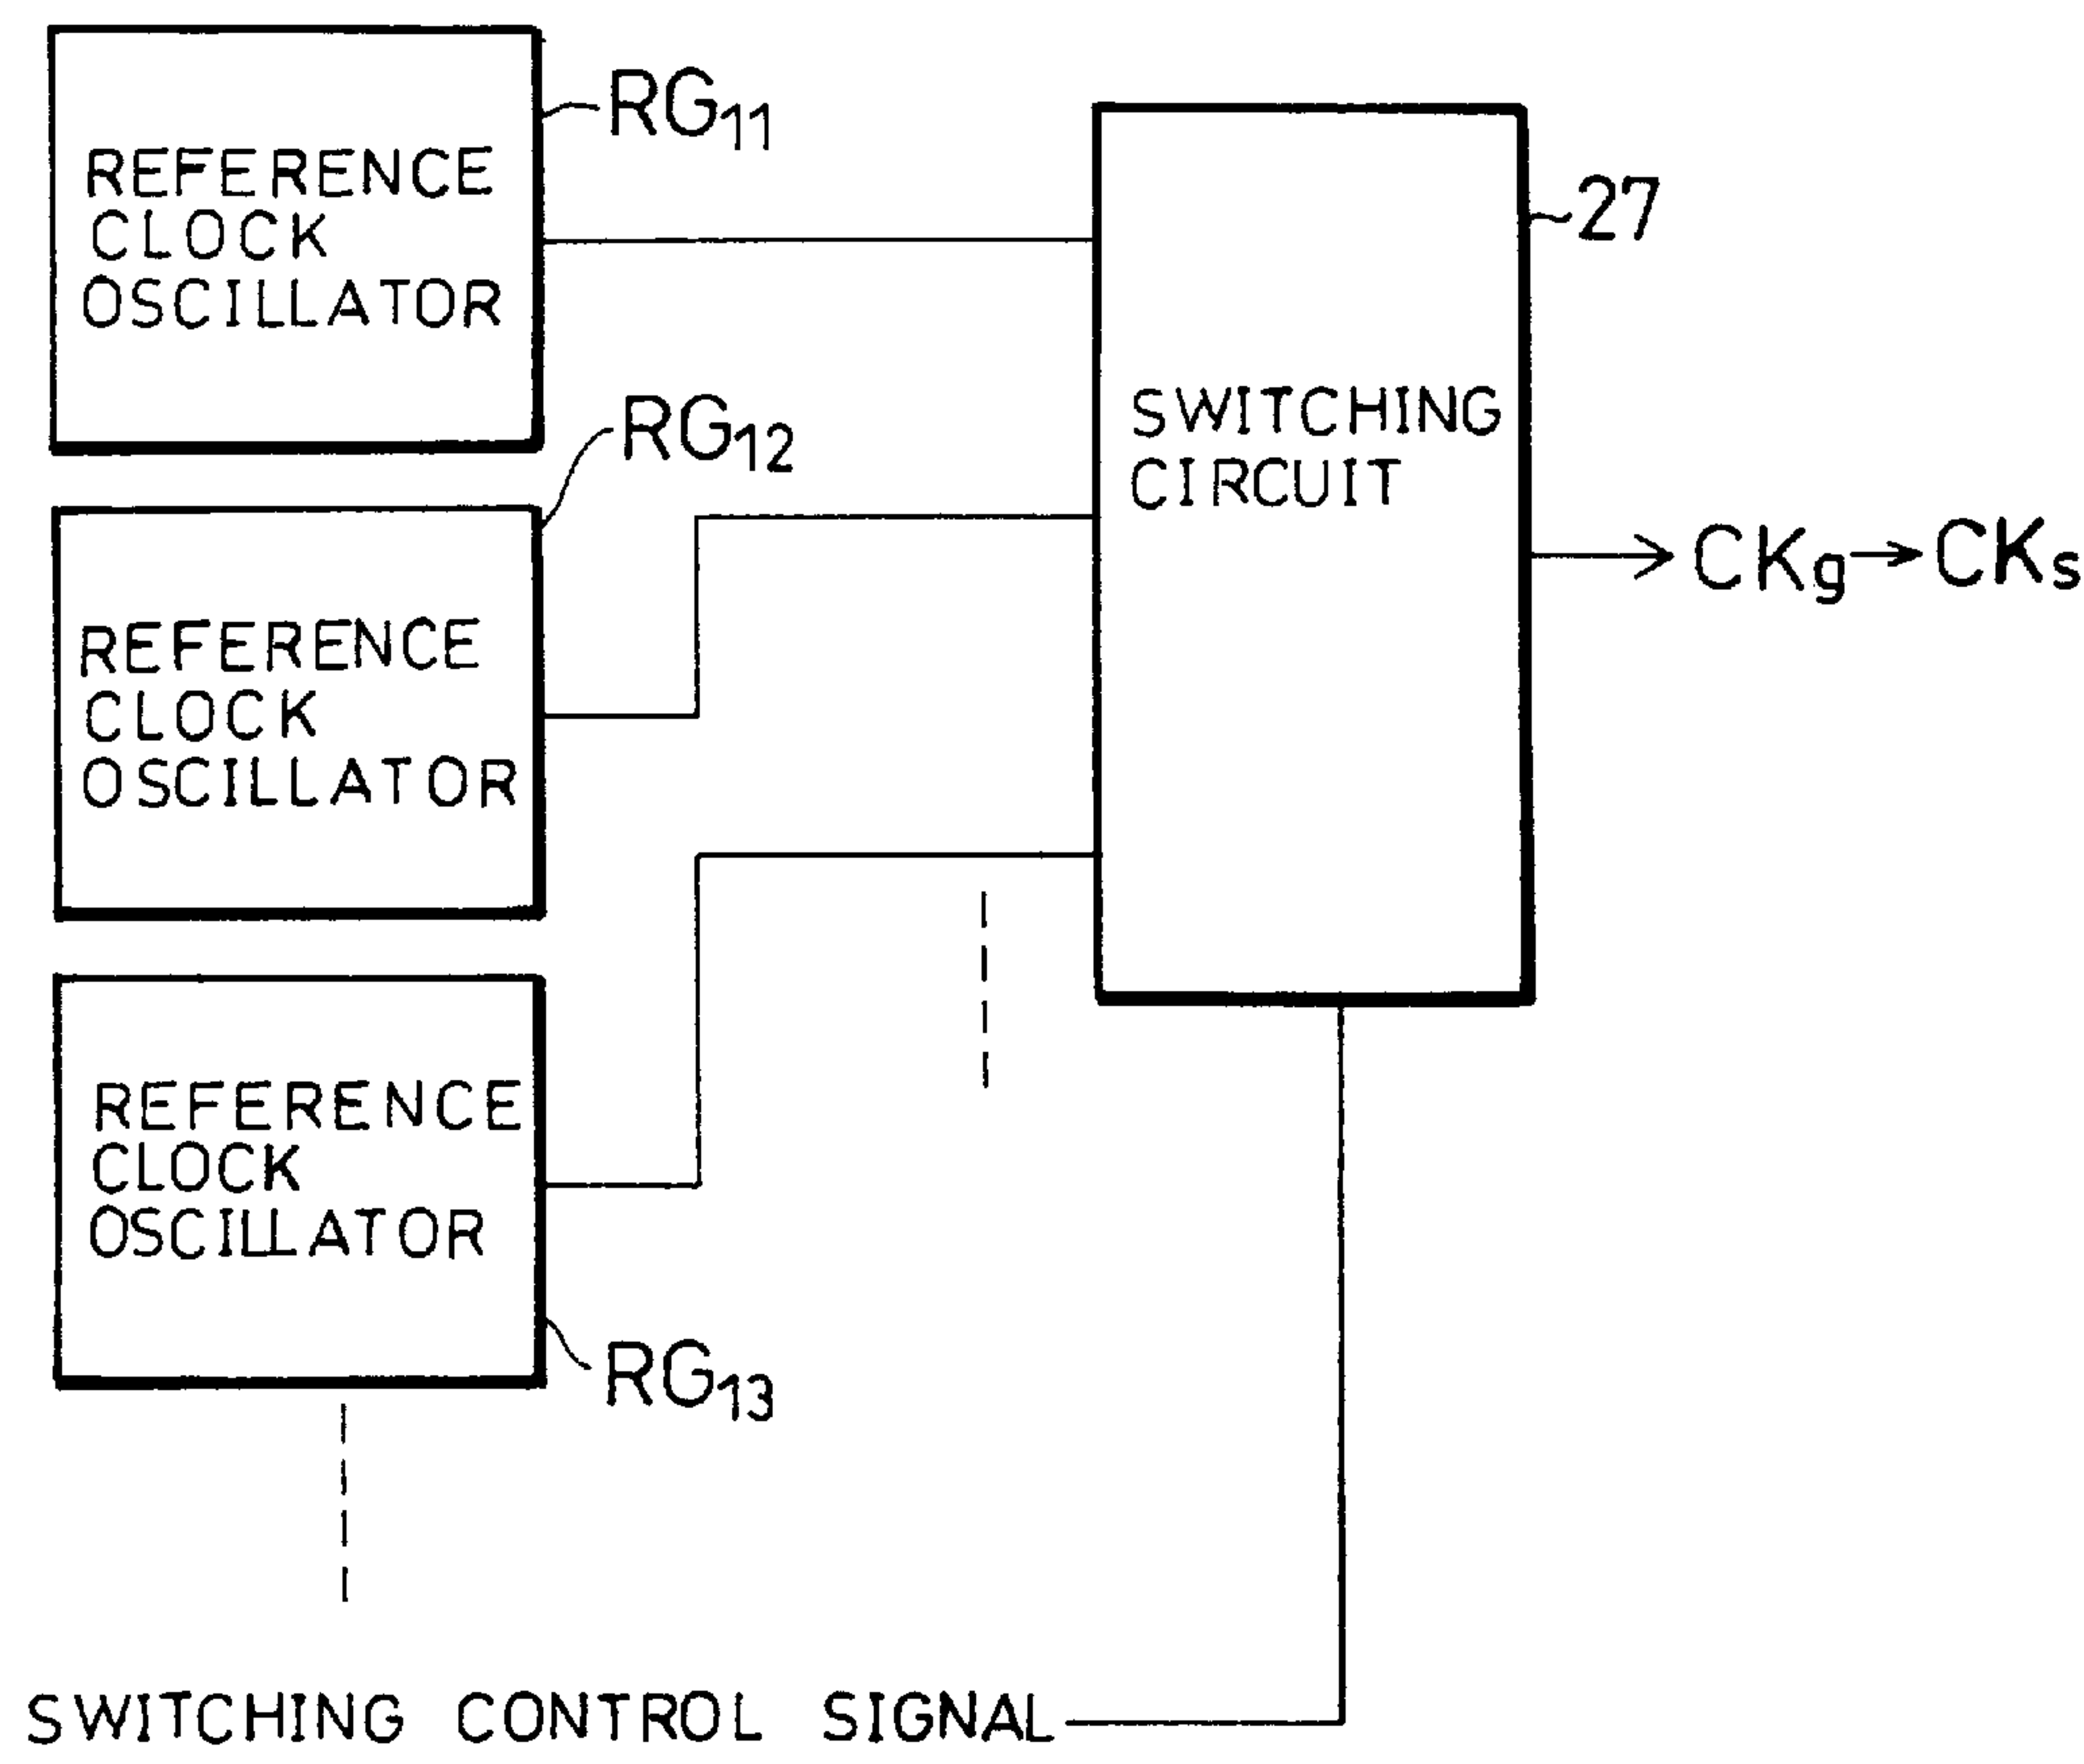 REFERENCE
CLOCK
OSCILLATOR
RG11
REFERENCE
CLOCK
OSCILLATOR
RG12
REFERENCE
CLOCK
OSCILLATOR
RG13
SWITCHING
CIRCUIT
27
CKg → CKs
SWITCHING CONTROL SIGNAL